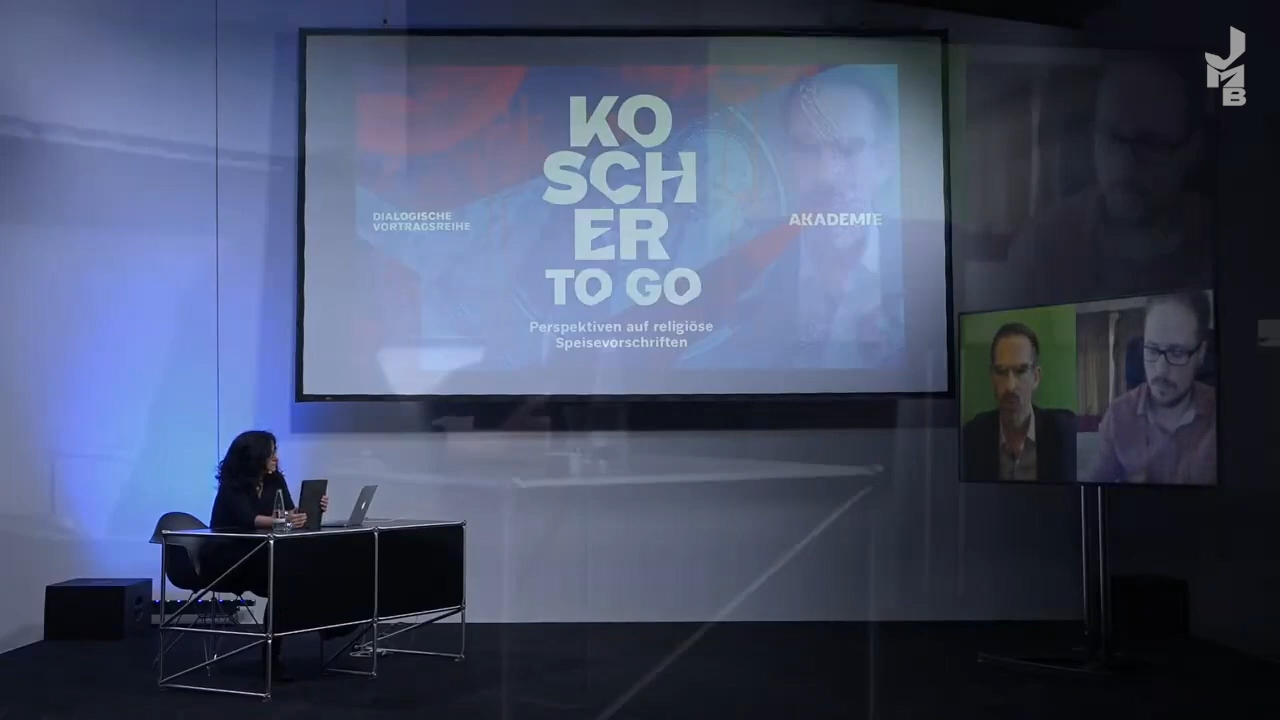 KO
SCH
ER
TO GO
DIALOGISCHE
VORTRAGSREIHE
AKADEMIE
Perspektiven auf religiöse
Speisevorschriften
JMB